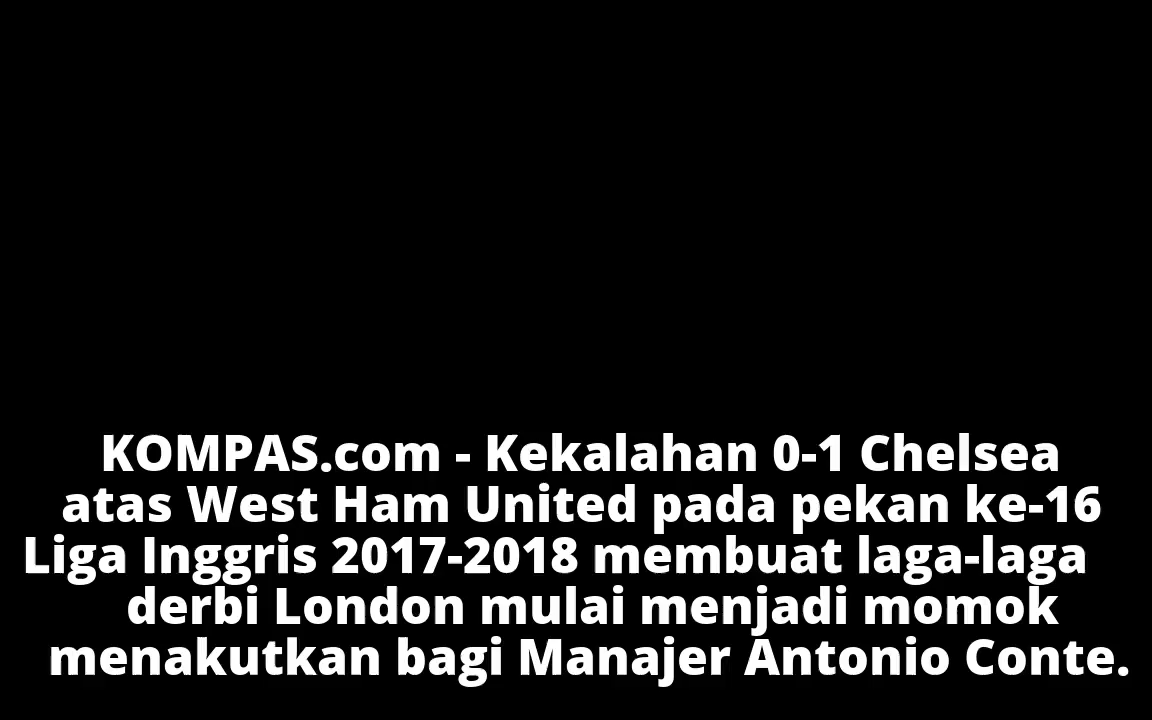 KOMPAS.com - Kekalahan 0-1 Chelsea
atas West Ham United pada pekan ke-16
Liga Inggris 2017-2018 membuat laga-laga
derbi London mulai menjadi momok
menakutkan bagi Manajer Antonio Conte.